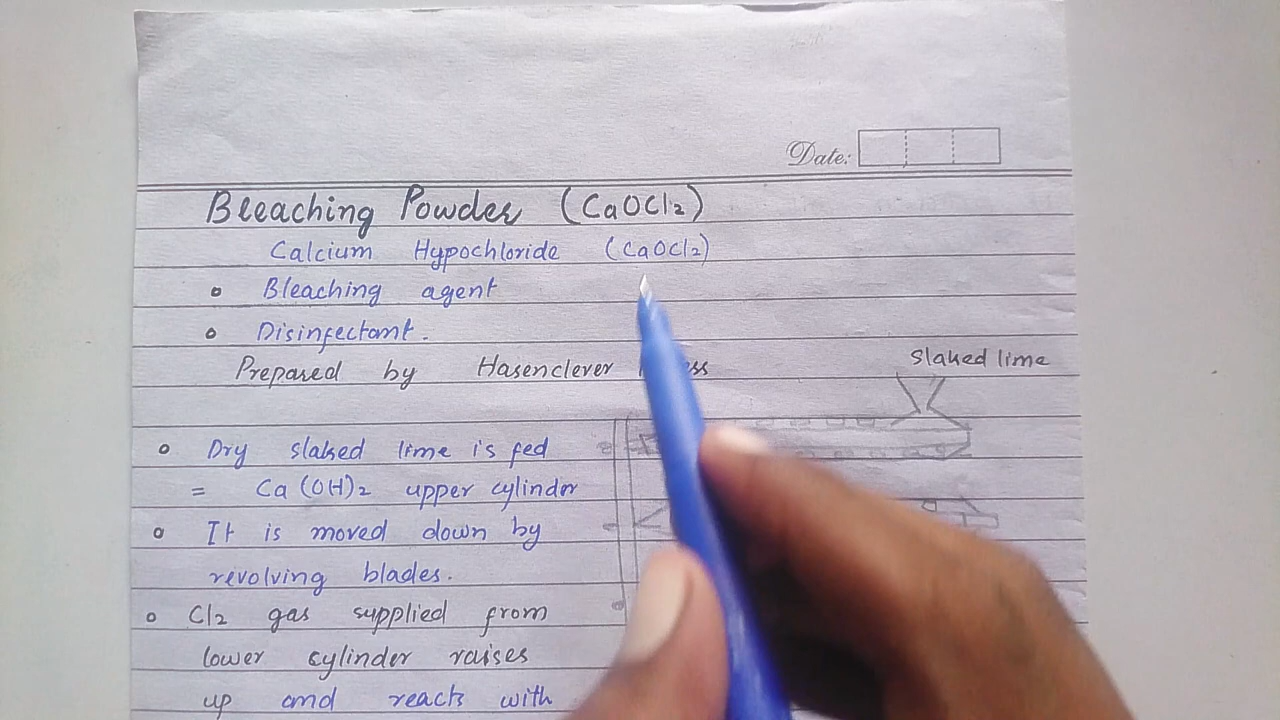 Date:
Bleaching Powder (CaOCl₂)
Calcium Hypochloride (CaOCl₂)
Bleaching agent
Disinfectant.
Prepared by Hasenclever
slaked lime
Dry slaked lime is fed
= Ca(OH)₂ upper cylinder
It is moved down by
revolving blades.
Cl₂ gas supplied from
lower cylinder raises
up and reacts with